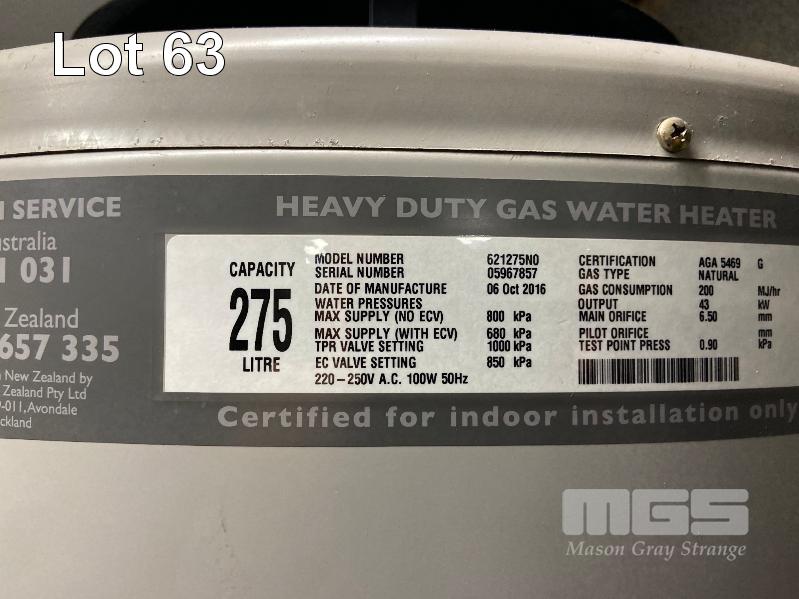 Lot 63
SERVICE
HEAVY DUTY GAS WATER HEATER
ustralia
1 031
Zealand
657 335
New Zealand by
Zealand Pty Ltd
9-011, Avondale
ckland
CAPACITY
275
LITRE
MODEL NUMBER 621275N0
SERIAL NUMBER 05967857
DATE OF MANUFACTURE 06 Oct 2016
WATER PRESSURES
MAX SUPPLY (NO ECV) 800 kPa
MAX SUPPLY (WITH ECV) 680 kPa
TPR VALVE SETTING 1000 kPa
EC VALVE SETTING 850 kPa
220-250V A.C. 100W 50Hz
CERTIFICATION AGA 5469 G
GAS TYPE NATURAL
GAS CONSUMPTION 200 MJ/hr
OUTPUT 43 kW
MAIN ORIFICE 6.50 mm
PILOT ORIFICE mm
TEST POINT PRESS 0.90 kPa
Certified for indoor installation only
MGS
Mason Gray Strange